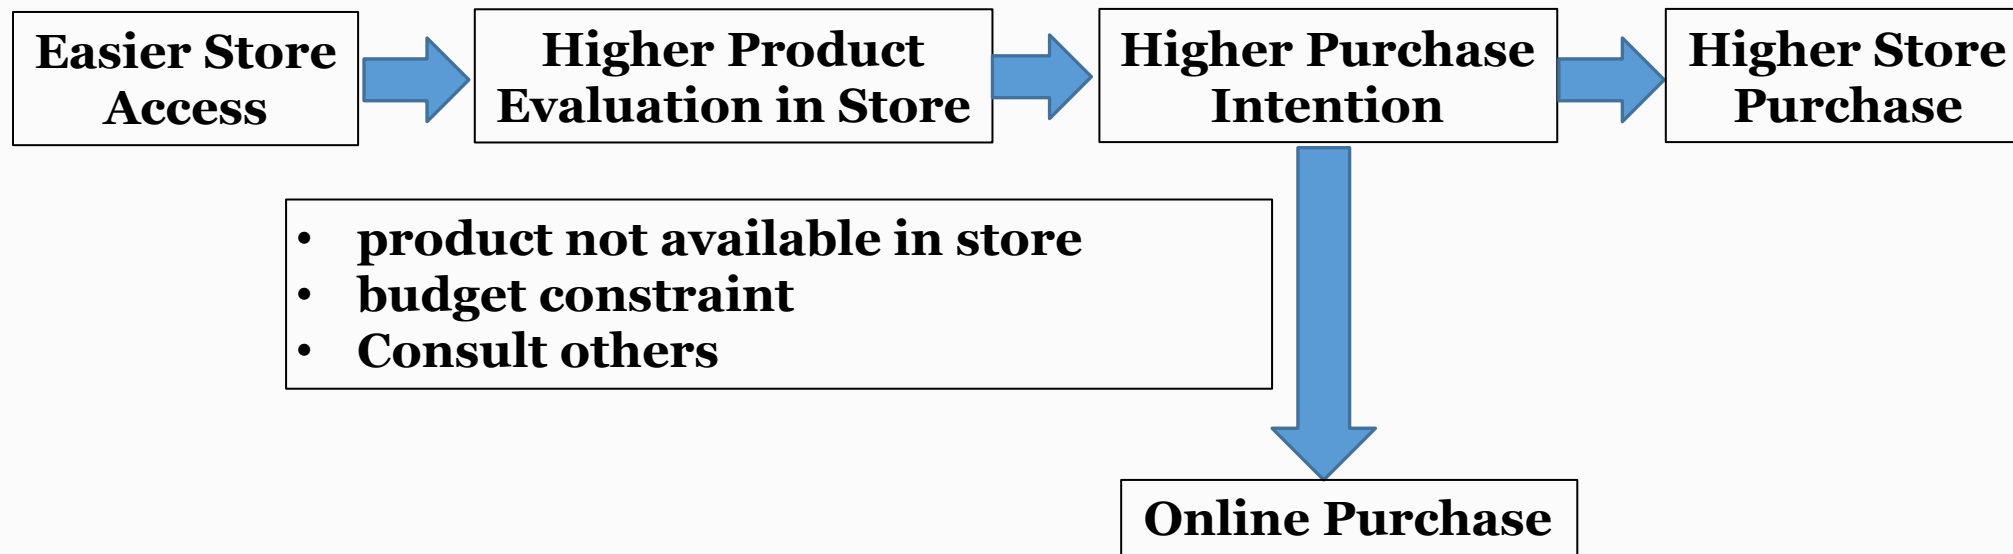 Easier Store
Access
Higher Product
Evaluation in Store
Higher Purchase
Intention
Higher Store
Purchase
• product not available in store
• budget constraint
• Consult others
Online Purchase